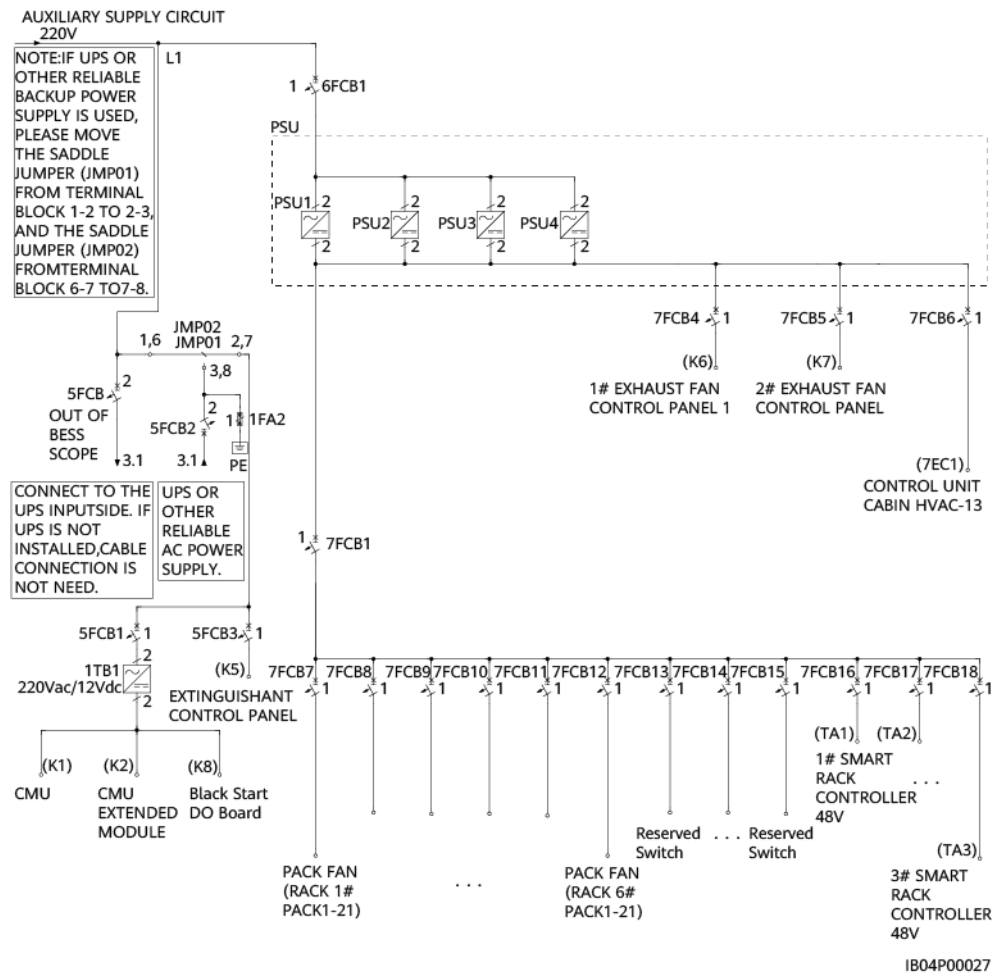 AUXILIARY SUPPLY CIRCUIT
220V
NOTE:IF UPS OR
OTHER RELIABLE
BACKUP POWER
SUPPLY IS USED,
PLEASE MOVE
THE SADDLE
JUMPER (JMP01)
FROM TERMINAL
BLOCK 1-2 TO 2-3,
AND THE SADDLE
JUMPER (JMP02)
FROMTERMINAL
BLOCK 6-7 TO7-8.
L1
1 6FCB1
PSU
PSU1 2
2
PSU2 2
2
PSU3 2
2
PSU4 2
2
7FCB4 1
(K6)
1# EXHAUST FAN
CONTROL PANEL 1
7FCB5 1
(K7)
2# EXHAUST FAN
CONTROL PANEL
7FCB6 1
(7EC1)
CONTROL UNIT
CABIN HVAC-13
1,6
JMP02
JMP01
2,7
3,8
5FCB 2
OUT OF
BESS
SCOPE
3.1
2
5FCB2
3.1
1 1FA2
PE
CONNECT TO THE
UPS INPUTSIDE. IF
UPS IS NOT
INSTALLED,CABLE
CONNECTION IS
NOT NEED.
UPS OR
OTHER
RELIABLE
AC POWER
SUPPLY.
1 7FCB1
5FCB1 1
2
1TB1
220Vac/12Vdc
2
5FCB3 1
(K5)
EXTINGUISHANT
CONTROL PANEL
(K1)
CMU
(K2)
CMU
EXTENDED
MODULE
(K8)
Black Start
DO Board
7FCB7 7FCB8 7FCB9 7FCB10 7FCB11 7FCB12 7FCB13 7FCB14 7FCB15 7FCB16 7FCB17 7FCB18
1 1 1 1 1 1 1 1 1 1 1 1
(TA1)
1# SMART
RACK
CONTROLLER
48V
(TA2)
. . .
Reserved
Switch
. . .
Reserved
Switch
(TA3)
3# SMART
RACK
CONTROLLER
48V
PACK FAN
(RACK 1#
PACK1-21)
. . .
PACK FAN
(RACK 6#
PACK1-21)
IB04P00027